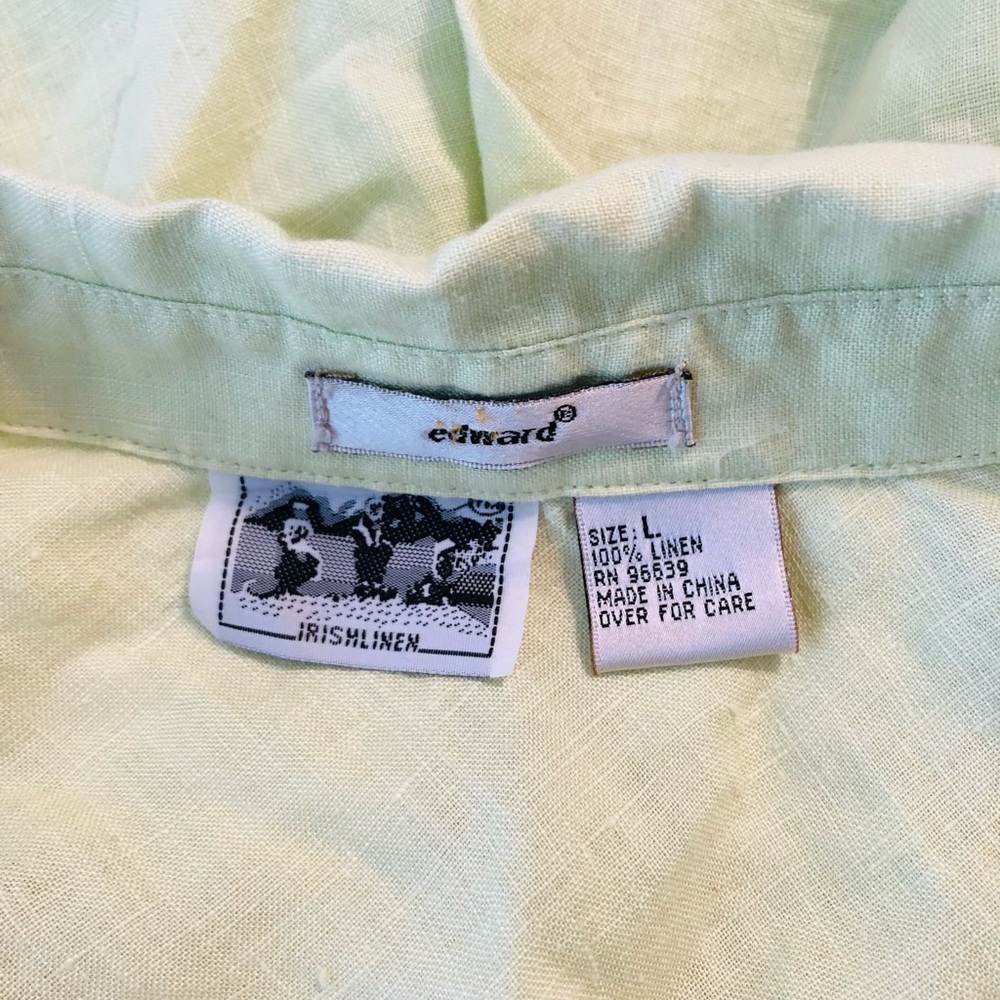 edward
IRISHLINEN
SIZE: L
100% LINEN
RN 96639
MADE IN CHINA
OVER FOR CARE